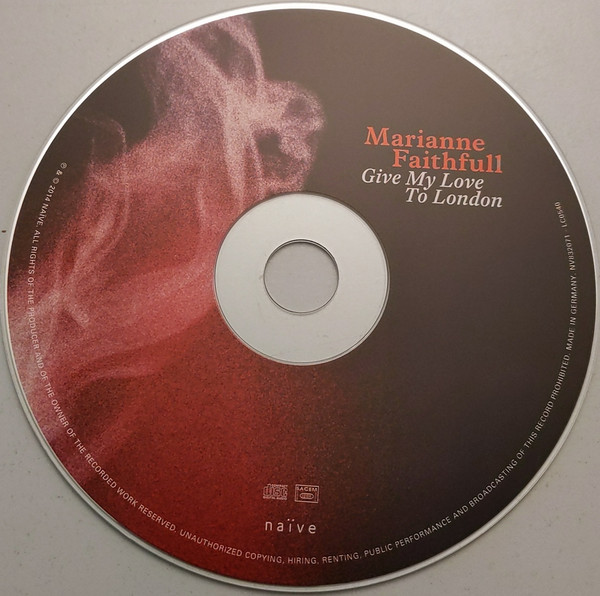 Marianne
Faithfull
Give My Love
To London
℗ & © 2014 NAÏVE. ALL RIGHTS OF THE PRODUCER AND OF THE OWNER OF THE RECORDED WORK RESERVED. UNAUTHORIZED COPYING, HIRING, RENTING, PUBLIC PERFORMANCE AND BROADCASTING OF THIS RECORD PROHIBITED. MADE IN GERMANY. NV832071
SACEM
naïve